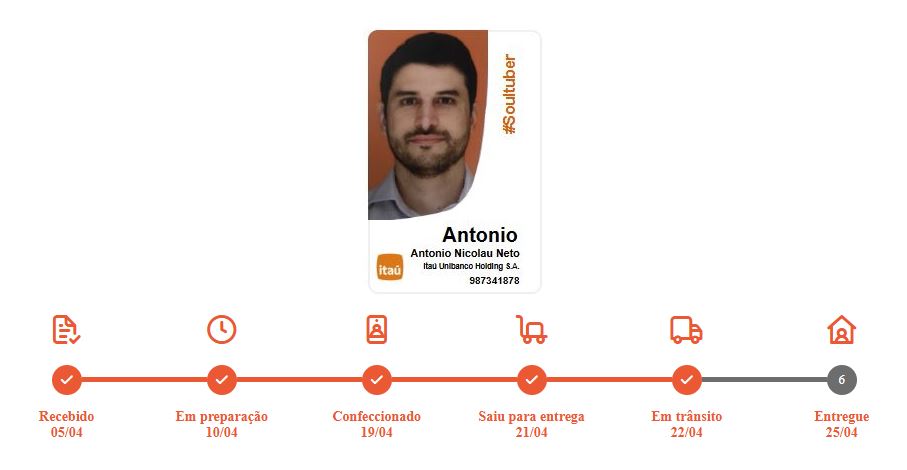 #Soultuber
Antonio
Antonio Nicolau Neto
Itaú Unibanco Holding S.A.
itaú
987341878
6
Recebido
05/04
Em preparação
10/04
Confeccionado
19/04
Saiu para entrega
21/04
Em trânsito
22/04
Entregue
25/04